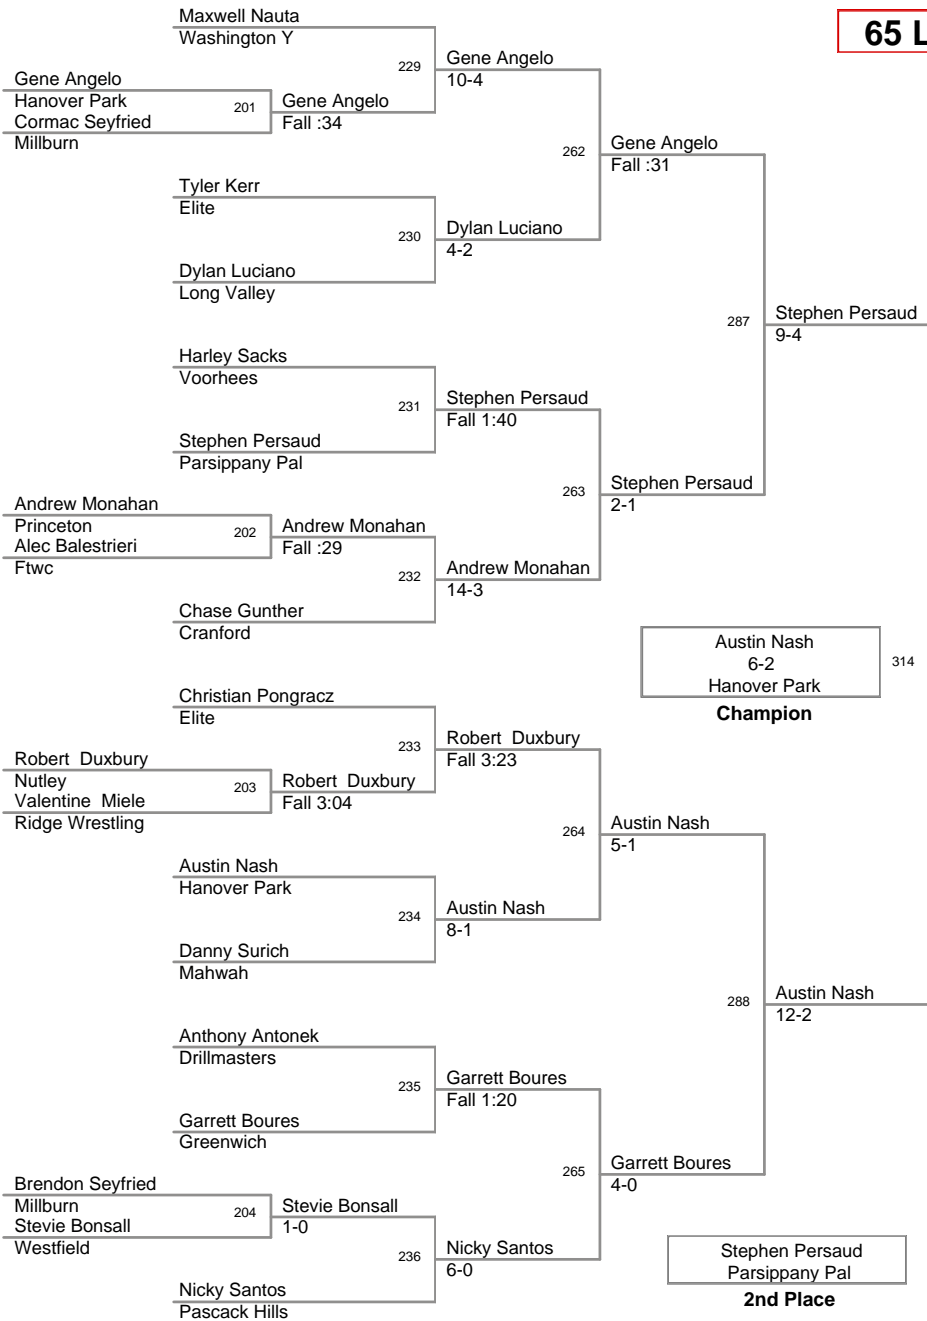 Maxwell Nauta
Washington Y
65 L
229
Gene Angelo
10-4
Gene Angelo
Hanover Park
Cormac Seyfried
Millburn
201
Gene Angelo
Fall :34
262
Gene Angelo
Fall :31
Tyler Kerr
Elite
230
Dylan Luciano
4-2
Dylan Luciano
Long Valley
287
Stephen Persaud
9-4
Harley Sacks
Voorhees
231
Stephen Persaud
Fall 1:40
Stephen Persaud
Parsippany Pal
263
Stephen Persaud
2-1
Andrew Monahan
Princeton
Alec Balestrieri
Ftwc
202
Andrew Monahan
Fall :29
232
Andrew Monahan
14-3
Chase Gunther
Cranford
Austin Nash
6-2
Hanover Park
314
Champion
Christian Pongracz
Elite
233
Robert Duxbury
Fall 3:23
Robert Duxbury
Nutley
Valentine Miele
Ridge Wrestling
203
Robert Duxbury
Fall 3:04
264
Austin Nash
5-1
Austin Nash
Hanover Park
234
Austin Nash
8-1
Danny Surich
Mahwah
288
Austin Nash
12-2
Anthony Antonek
Drillmasters
235
Garrett Boures
Fall 1:20
Garrett Boures
Greenwich
265
Garrett Boures
4-0
Brendon Seyfried
Millburn
Stevie Bonsall
Westfield
204
Stevie Bonsall
1-0
236
Nicky Santos
6-0
Nicky Santos
Pascack Hills
Stephen Persaud
Parsippany Pal
2nd Place